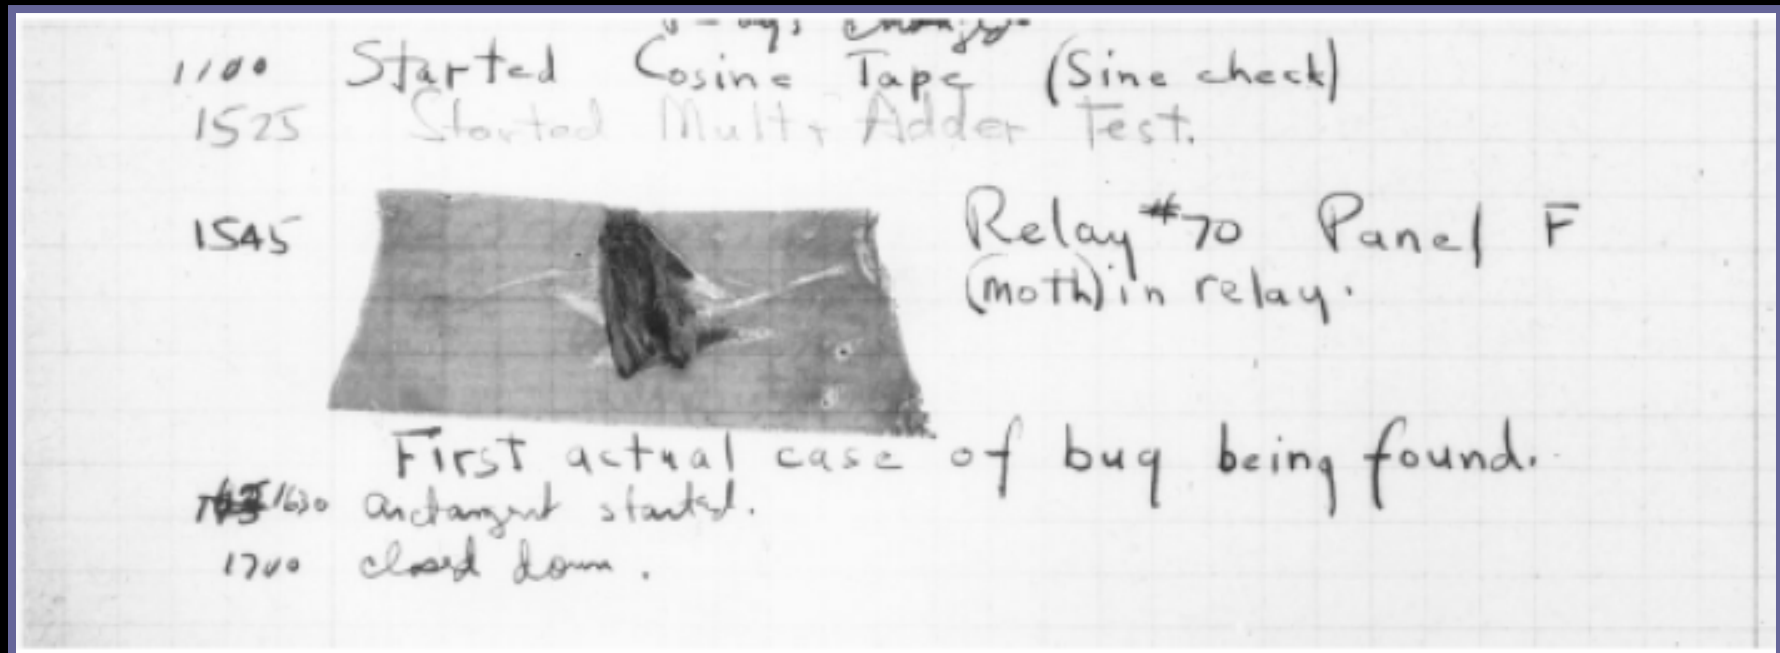 1100 Started Cosine Tape (Sine check)
1525 Started Mult + Adder Test.
1545 Relay #70 Panel F
(moth) in relay.
First actual case of bug being found.
1630 arctangent started.
1700 closed down.